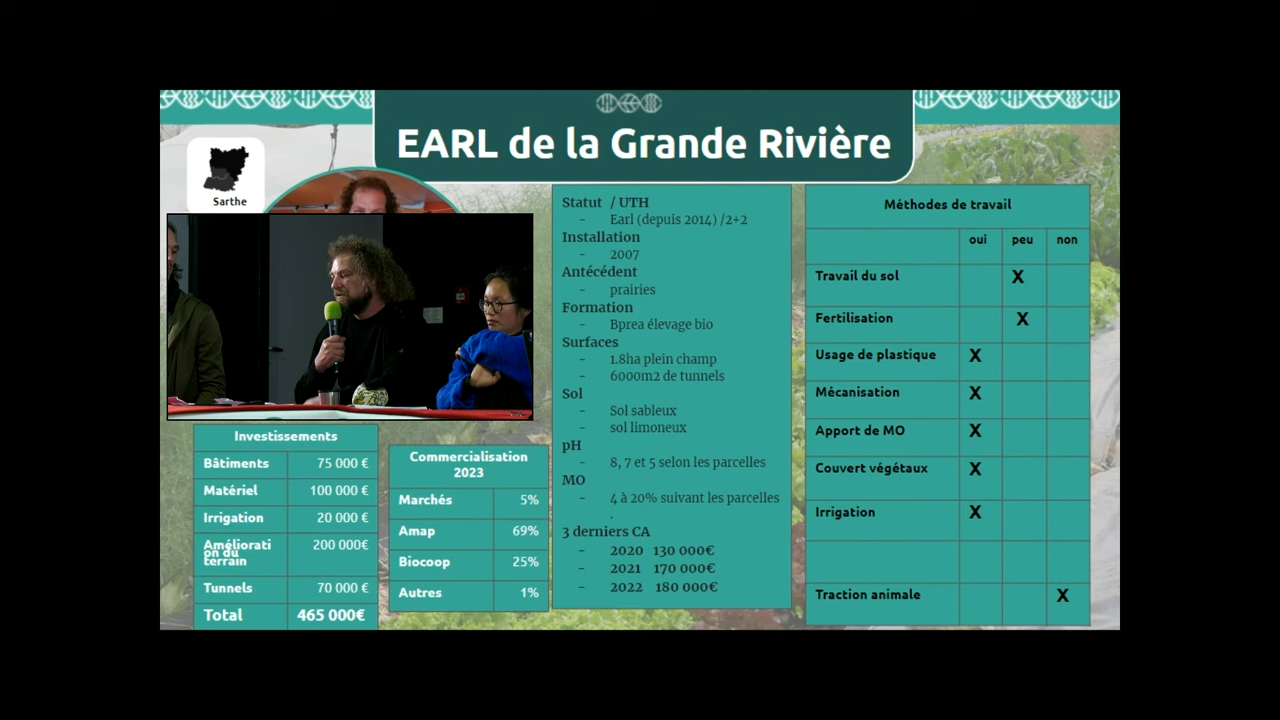 EARL de la Grande Rivière
Sarthe
Investissements
Bâtiments 75 000 €
Matériel 100 000 €
Irrigation 20 000 €
Améliorati 200 000€
on du
terrain
Tunnels 70 000 €
Total 465 000€
Commercialisation
2023
Marchés 5%
Amap 69%
Biocoop 25%
Autres 1%
Statut / UTH
- Earl (depuis 2014) /2+2
Installation
- 2007
Antécédent
- prairies
Formation
- Bprea élevage bio
Surfaces
- 1.8ha plein champ
- 6000m2 de tunnels
Sol
- Sol sableux
- sol limoneux
pH
- 8, 7 et 5 selon les parcelles
MO
- 4 à 20% suivant les parcelles
.
3 derniers CA
- 2020 130 000€
- 2021 170 000€
- 2022 180 000€
Méthodes de travail
oui peu non
Travail du sol X
Fertilisation X
Usage de plastique X
Mécanisation X
Apport de MO X
Couvert végétaux X
Irrigation X
Traction animale X